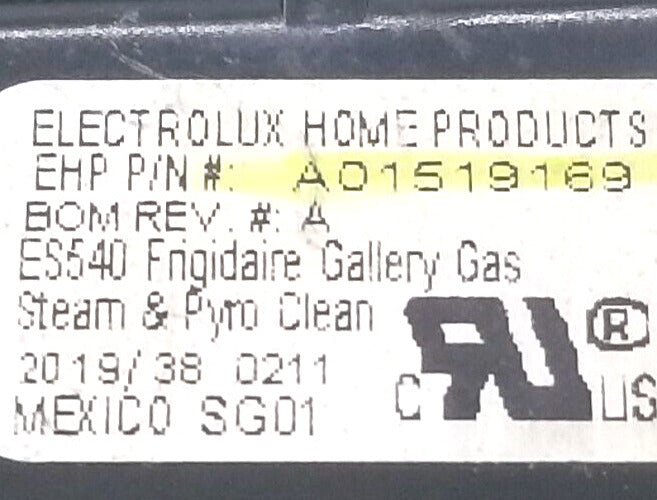 ELECTROLUX HOME PRODUCTS
EHP P/N #: A01519169
BOM REV. #: A
ES540 Frigidaire Gallery Gas
Steam & Pyro Clean
2019/38 0211
MEXICO SG01
C RU US ®